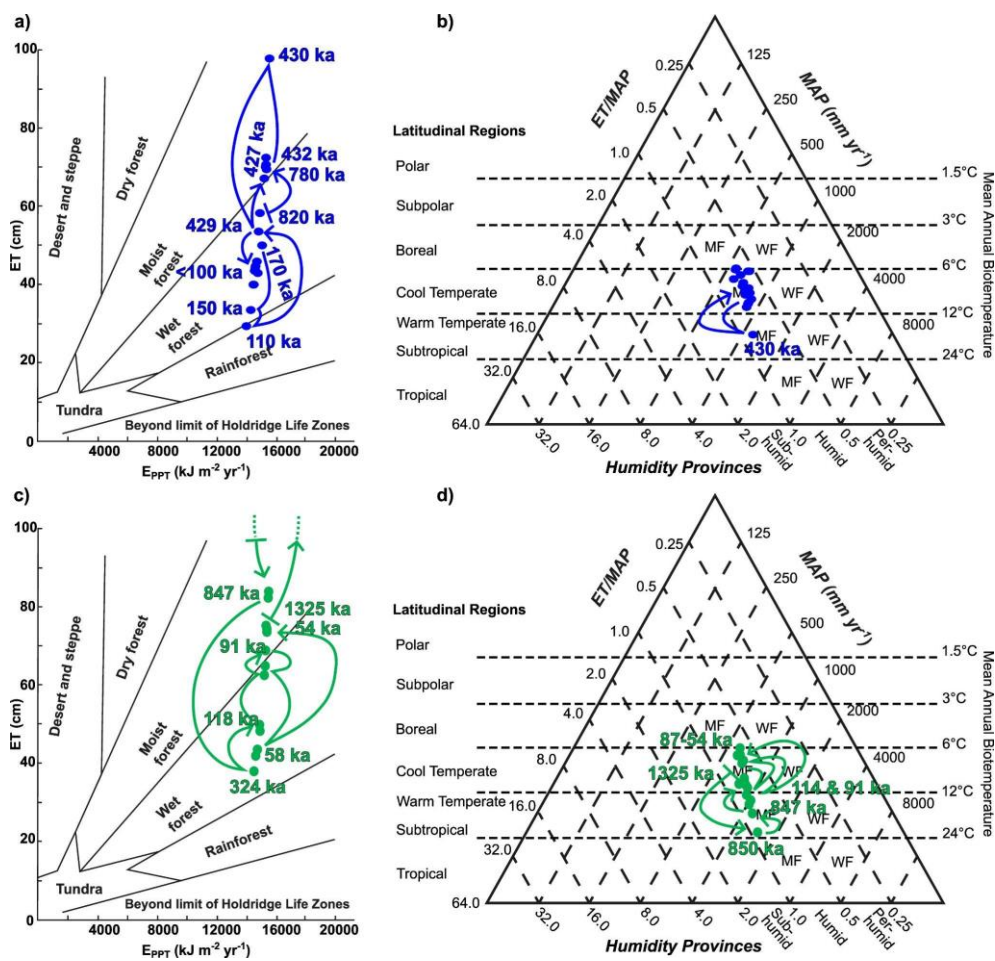 a)
100
80
60
40
20
0
ET (cm)
Desert and steppe
Dry forest
Moist forest
Wet forest
Rainforest
Tundra
Beyond limit of Holdridge Life Zones
4000 8000 12000 16000 20000
E_PPT (kJ m⁻² yr⁻¹)
430 ka
427 ka
432 ka
780 ka
820 ka
429 ka
<100 ka
170 ka
150 ka
110 ka
b)
ET/MAP
0.25
0.5
1.0
2.0
4.0
8.0
16.0
32.0
64.0
MAP (mm yr⁻¹)
125
250
500
1000
2000
4000
8000
Latitudinal Regions
Polar
Subpolar
Boreal
Cool Temperate
Warm Temperate
Subtropical
Tropical
1.5°C
3°C
6°C
12°C
24°C
Mean Annual Biotemperature
MF WF
WF
MF WF
MF WF
430 ka
32.0 16.0 8.0 4.0 2.0 Sub-humid 1.0 Humid 0.5 Per-humid 0.25
Humidity Provinces
c)
100
80
60
40
20
0
ET (cm)
Desert and steppe
Dry forest
Moist forest
Wet forest
Rainforest
Tundra
Beyond limit of Holdridge Life Zones
4000 8000 12000 16000 20000
E_PPT (kJ m⁻² yr⁻¹)
847 ka
1325 ka
54 ka
91 ka
118 ka
58 ka
324 ka
d)
ET/MAP
0.25
0.5
1.0
2.0
4.0
8.0
16.0
32.0
64.0
MAP (mm yr⁻¹)
125
250
500
1000
2000
4000
8000
Latitudinal Regions
Polar
Subpolar
Boreal
Cool Temperate
Warm Temperate
Subtropical
Tropical
1.5°C
3°C
6°C
12°C
24°C
Mean Annual Biotemperature
MF WF
MF WF
MF WF
MF WF
87-54 ka
1325 ka
114 & 91 ka
847 ka
850 ka
32.0 16.0 8.0 4.0 2.0 Sub-humid 1.0 Humid 0.5 Per-humid 0.25
Humidity Provinces